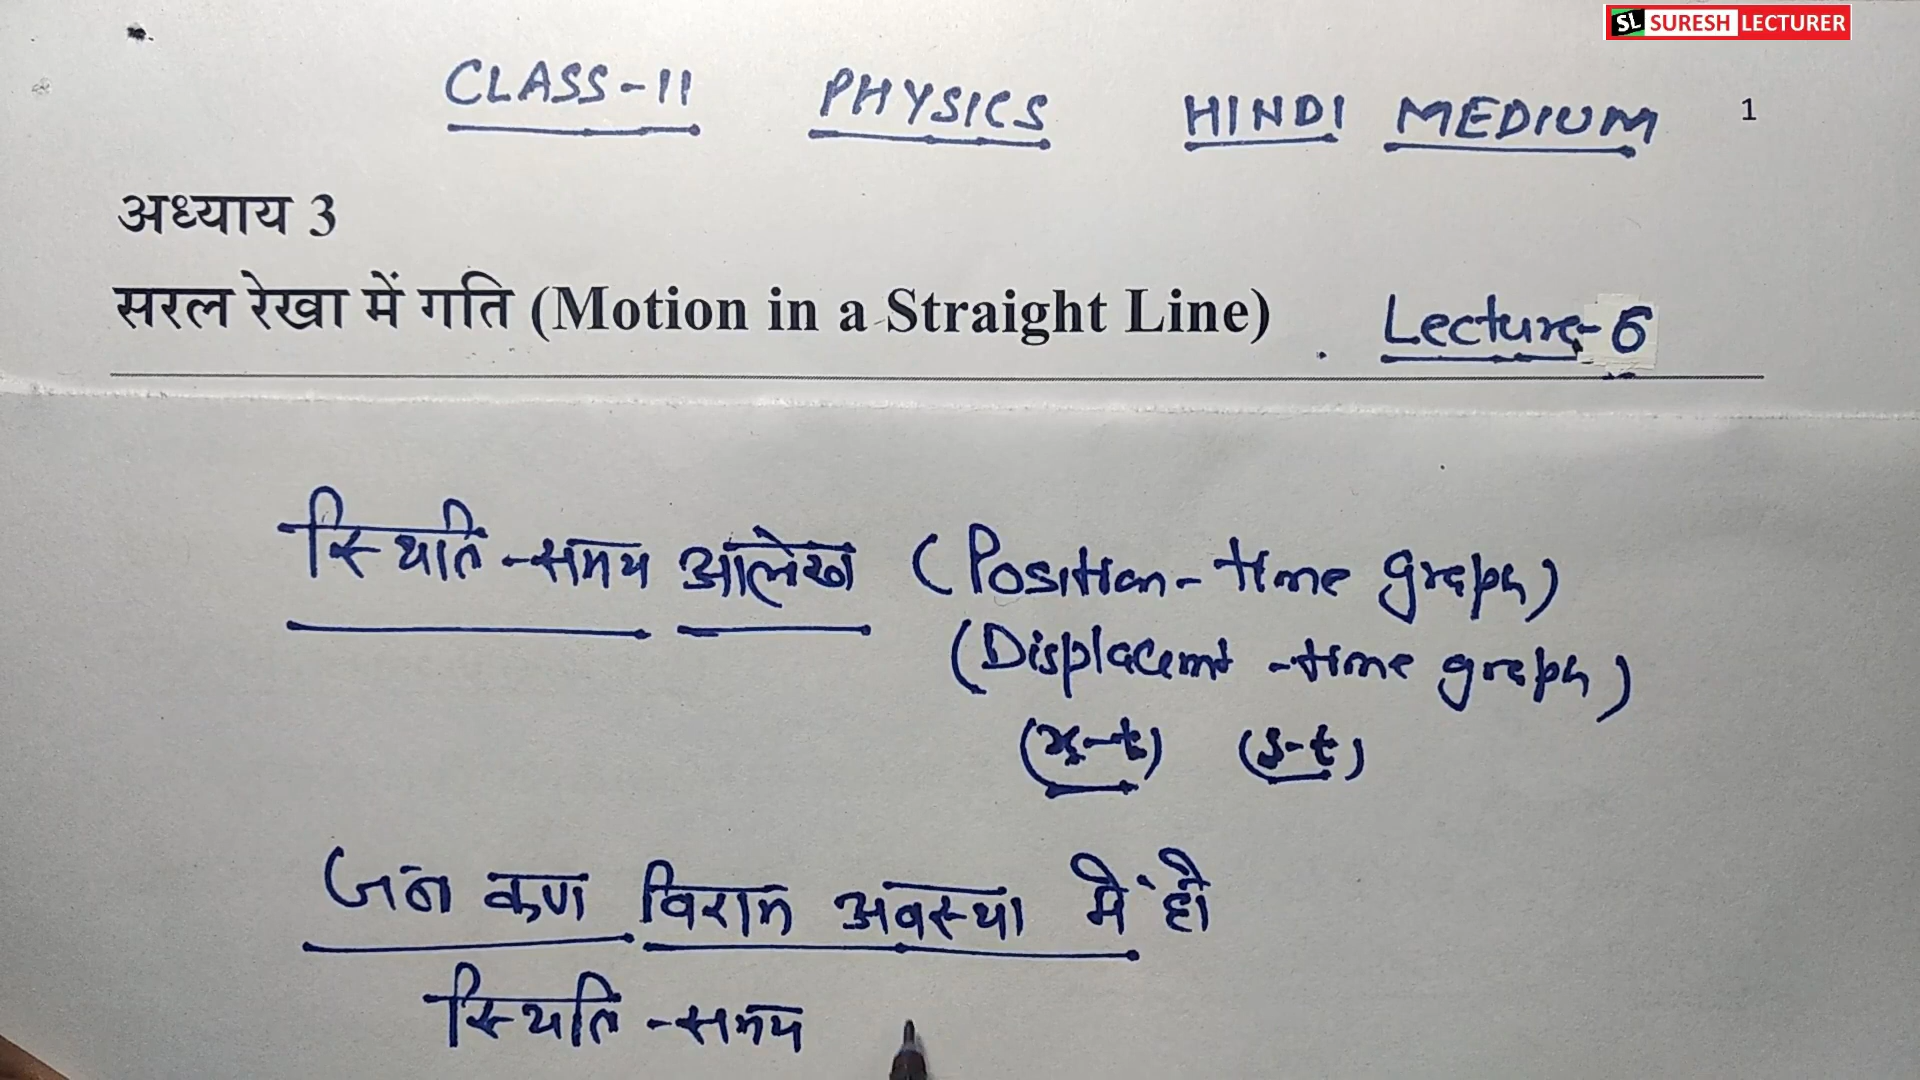 SL SURESH LECTURER
CLASS-11 PHYSICS HINDI MEDIUM 1
अध्याय 3
सरल रेखा में गति (Motion in a Straight Line) Lecture-6
स्थिति-समय आलेख (Position-time graph)
(Displacemt-time graph)
(x-t) (s-t)
जब कण विराम अवस्था में हो
स्थिति-समय